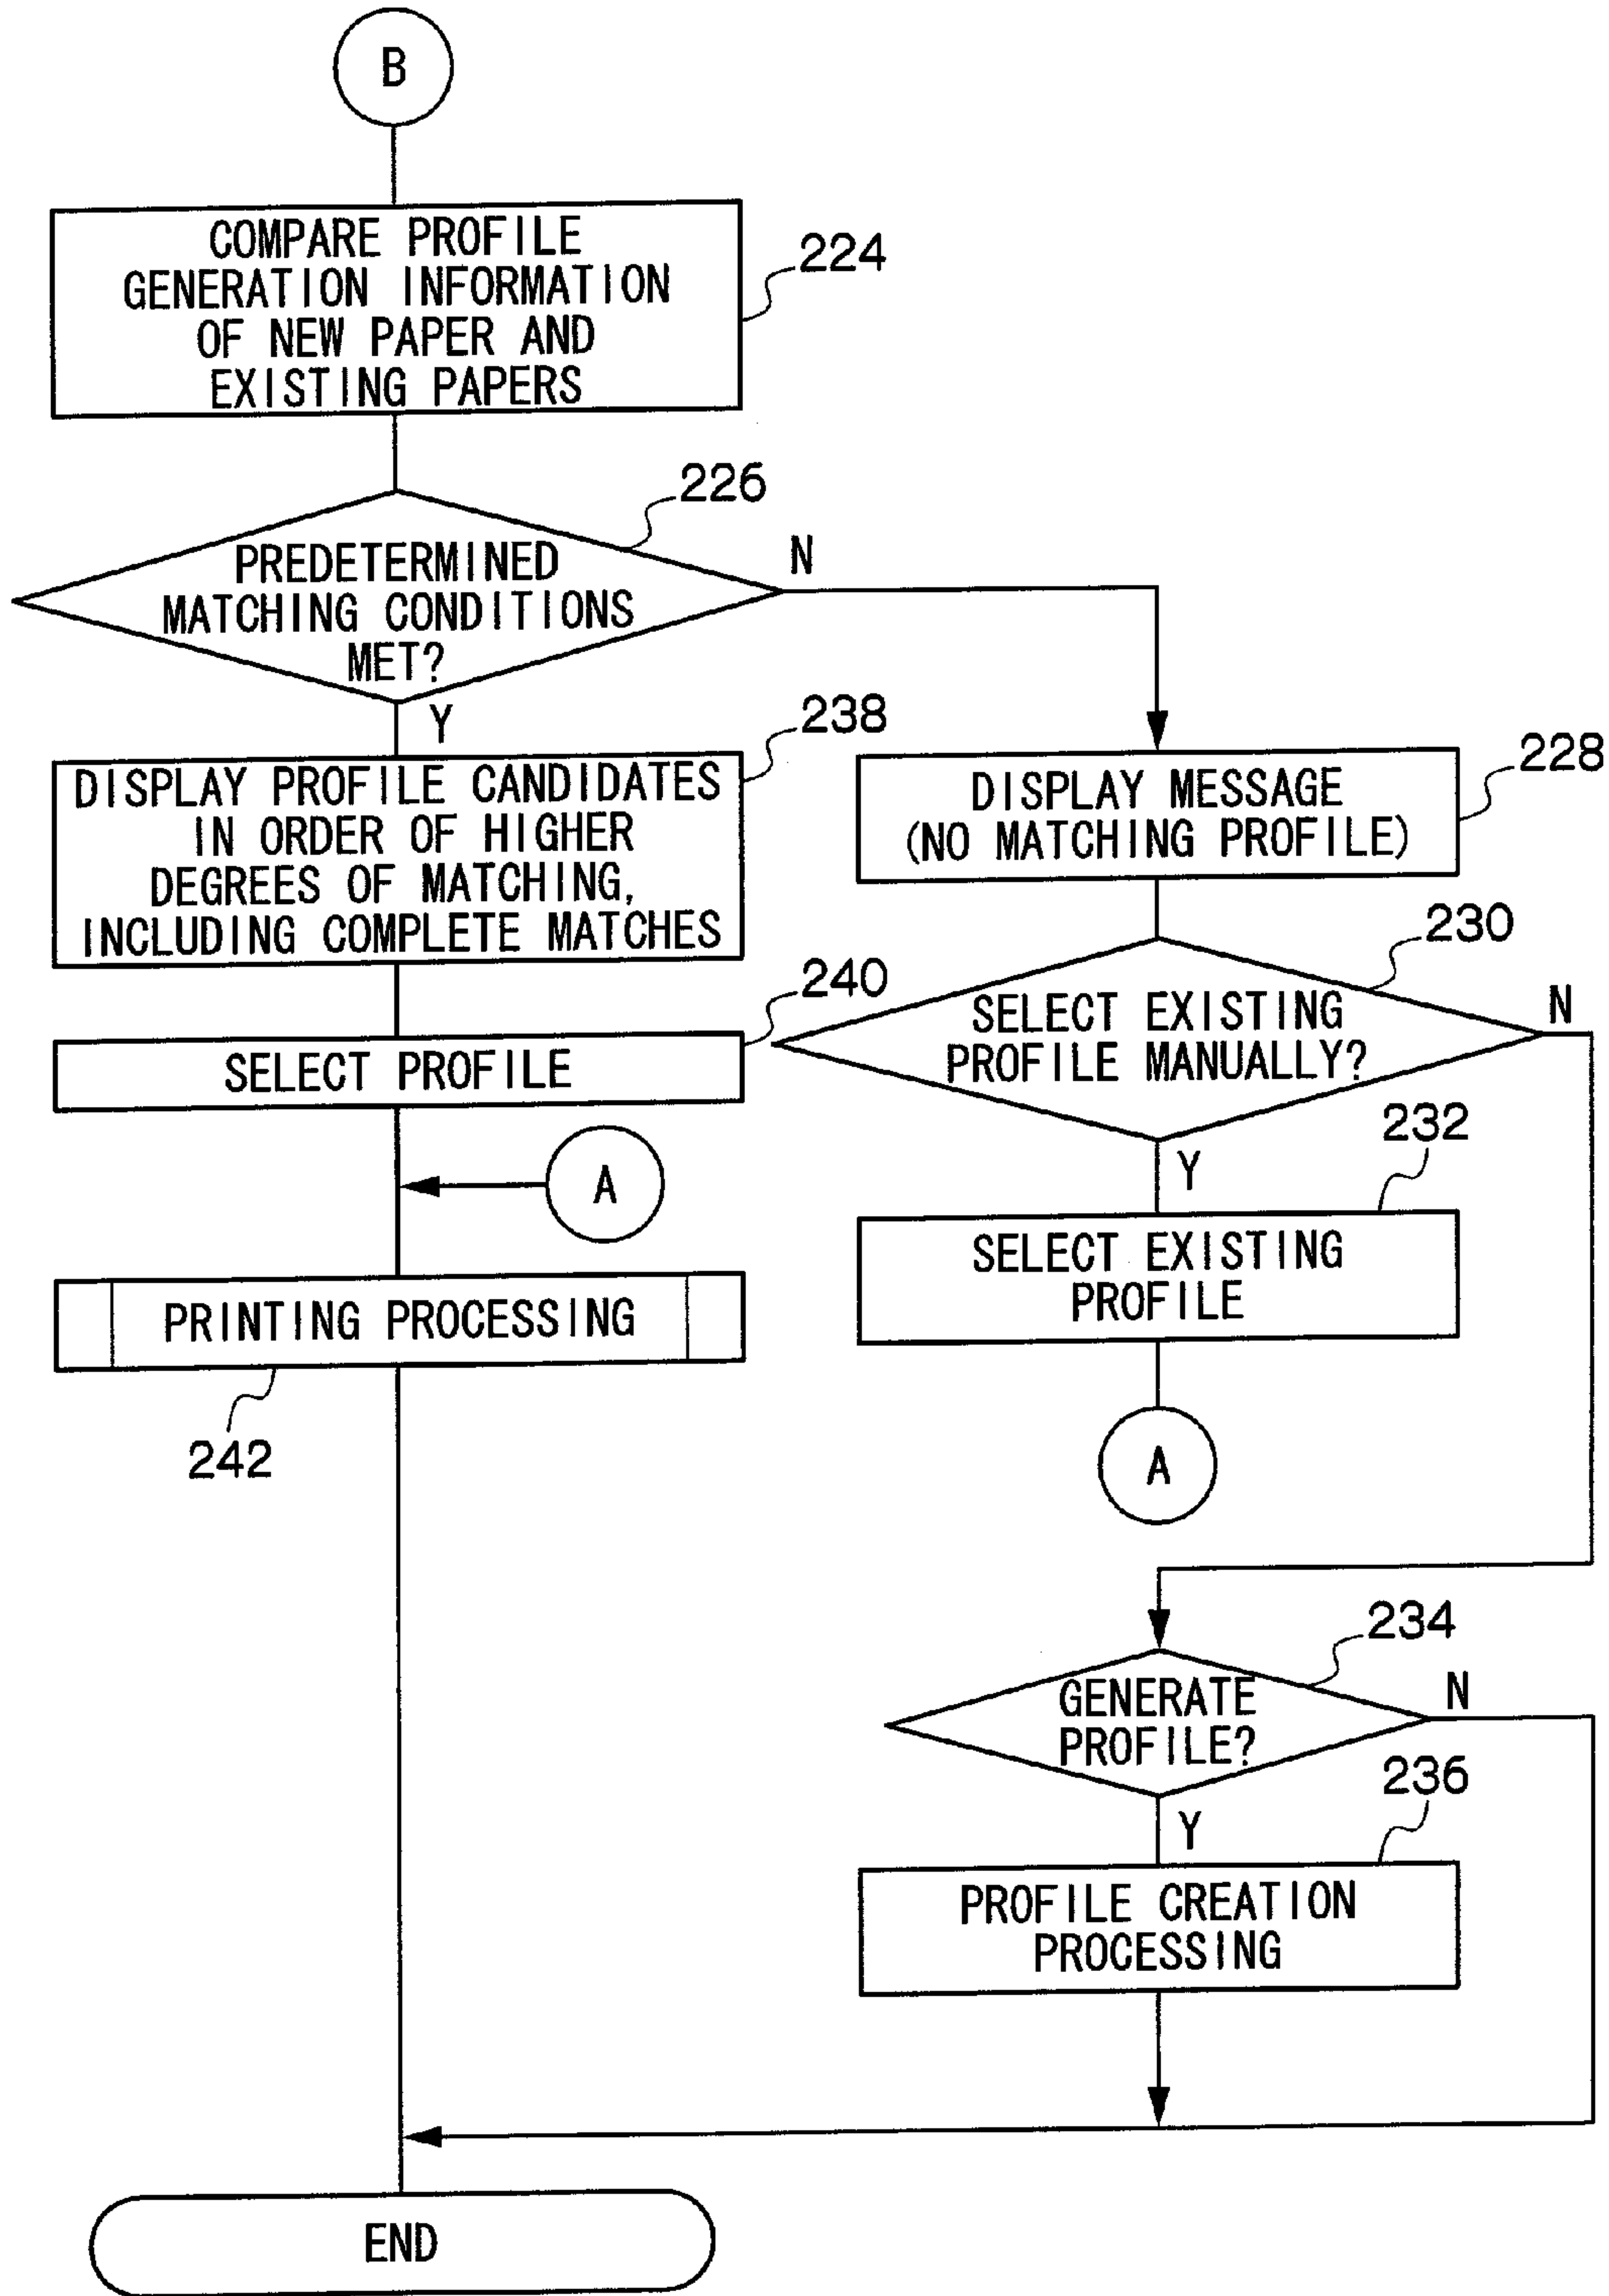 B
COMPARE PROFILE
GENERATION INFORMATION
OF NEW PAPER AND
EXISTING PAPERS
224
226
PREDETERMINED
MATCHING CONDITIONS
MET?
N
Y
238
DISPLAY PROFILE CANDIDATES
IN ORDER OF HIGHER
DEGREES OF MATCHING,
INCLUDING COMPLETE MATCHES
228
DISPLAY MESSAGE
(NO MATCHING PROFILE)
240
SELECT PROFILE
230
SELECT EXISTING
PROFILE MANUALLY?
N
Y
A
232
SELECT EXISTING
PROFILE
PRINTING PROCESSING
242
A
234
GENERATE
PROFILE?
N
Y
236
PROFILE CREATION
PROCESSING
END